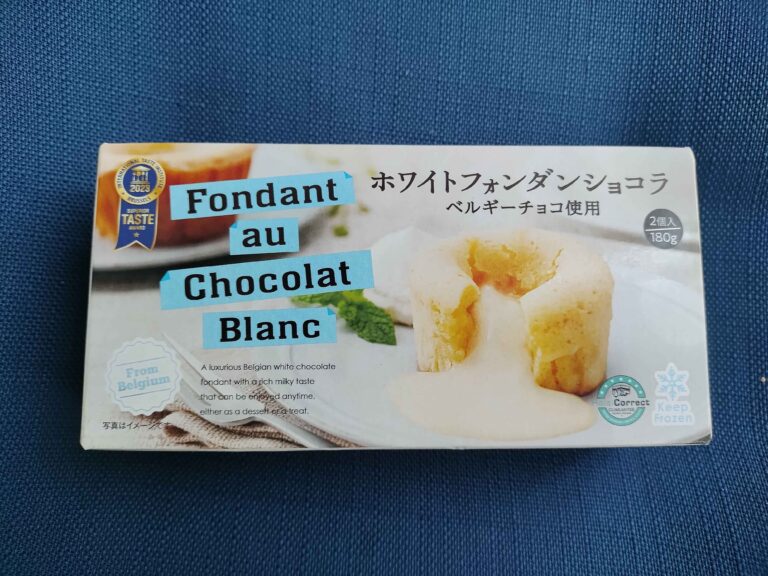 INTERNATIONAL TASTE INSTITUTE
2023
BRUSSELS
SUPERIOR
TASTE
AWARD
Fondant
au
Chocolat
Blanc
ホワイトフォンダンショコラ
ベルギーチョコ使用
2個入
180g
From
Belgium
A luxurious Belgian white chocolate
fondant with a rich milky taste
that can be enjoyed anytime,
either as a dessert or a treat.
写真はイメージです
Correct
GUARANTEE
Keep
Frozen